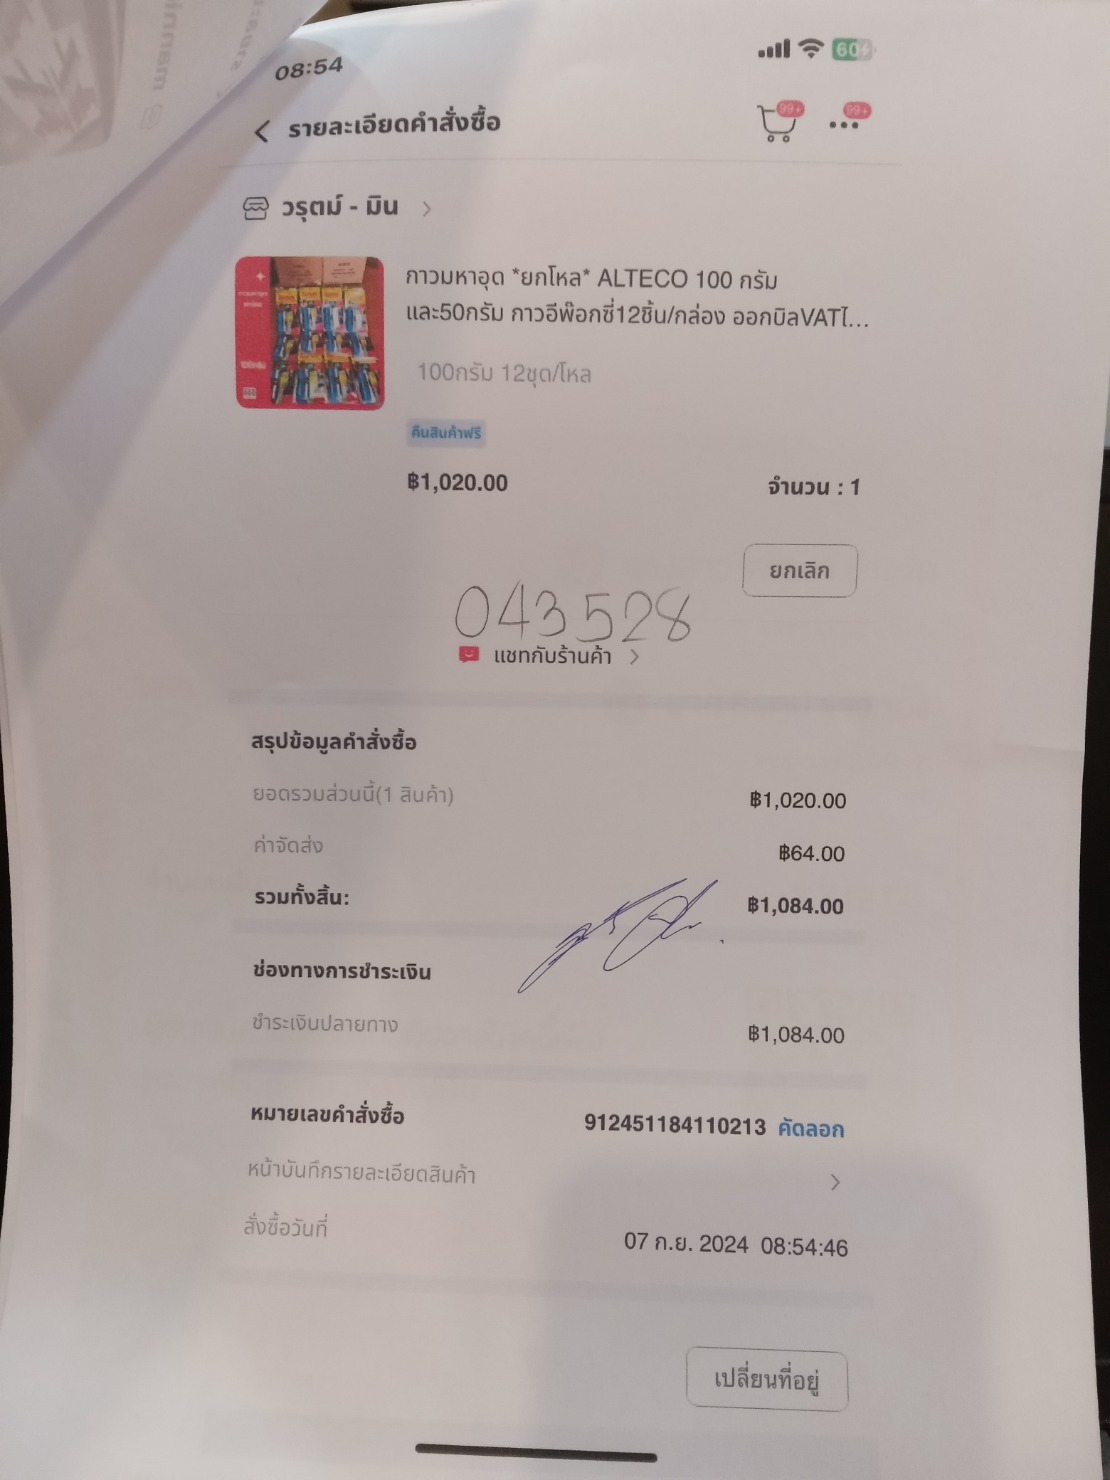 08:54
60
รายละเอียดคำสั่งซื้อ
99+
99+
วรุตม์ - มิน
กาวมหาอุด *ยกโหล* ALTECO 100 กรัม
และ50กรัม กาวอีพ๊อกซี่12ชิ้น/กล่อง ออกบิลVATไ...
100กรัม 12ชุด/โหล
คืนสินค้าฟรี
฿1,020.00 จำนวน : 1
ยกเลิก
043528
แชทกับร้านค้า
สรุปข้อมูลคำสั่งซื้อ
ยอดรวมส่วนนี้(1 สินค้า) ฿1,020.00
ค่าจัดส่ง ฿64.00
รวมทั้งสิ้น: ฿1,084.00
ช่องทางการชำระเงิน
ชำระเงินปลายทาง ฿1,084.00
หมายเลขคำสั่งซื้อ 912451184110213 คัดลอก
หน้าบันทึกรายละเอียดสินค้า
สั่งซื้อวันที่ 07 ก.ย. 2024 08:54:46
เปลี่ยนที่อยู่